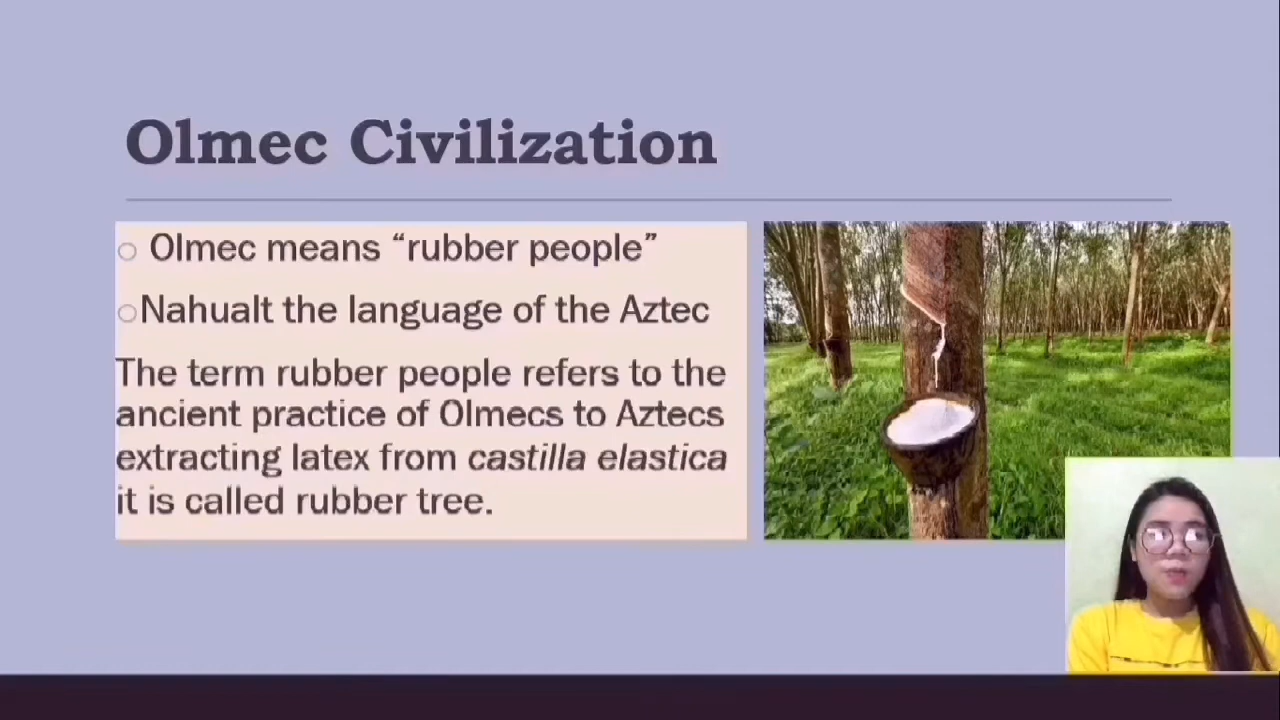 Olmec Civilization
Olmec means “rubber people”
Nahualt the language of the Aztec
The term rubber people refers to the
ancient practice of Olmecs to Aztecs
extracting latex from castilla elastica
it is called rubber tree.